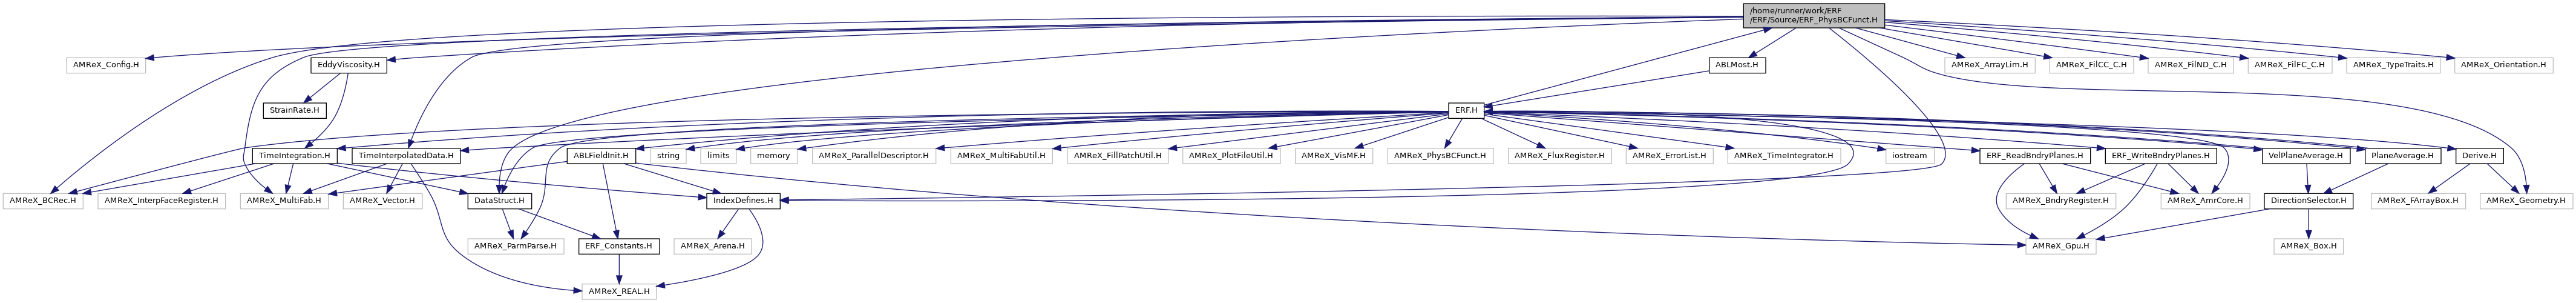 /home/runner/work/ERF
/ERF/Source/ERF_PhysBCFunct.H
AMReX_Config.H
EddyViscosity.H
ABLMost.H
AMReX_ArrayLim.H
AMReX_FilCC_C.H
AMReX_FilND_C.H
AMReX_FilFC_C.H
AMReX_TypeTraits.H
AMReX_Orientation.H
StrainRate.H
ERF.H
TimeIntegration.H
TimeInterpolatedData.H
ABLFieldInit.H
string
limits
memory
AMReX_ParallelDescriptor.H
AMReX_MultiFabUtil.H
AMReX_FillPatchUtil.H
AMReX_PlotFileUtil.H
AMReX_VisMF.H
AMReX_PhysBCFunct.H
AMReX_FluxRegister.H
AMReX_ErrorList.H
AMReX_TimeIntegrator.H
iostream
ERF_ReadBndryPlanes.H
ERF_WriteBndryPlanes.H
VelPlaneAverage.H
PlaneAverage.H
Derive.H
AMReX_BCRec.H
AMReX_InterpFaceRegister.H
AMReX_MultiFab.H
AMReX_Vector.H
DataStruct.H
IndexDefines.H
AMReX_BndryRegister.H
AMReX_AmrCore.H
DirectionSelector.H
AMReX_FArrayBox.H
AMReX_Geometry.H
AMReX_ParmParse.H
ERF_Constants.H
AMReX_Arena.H
AMReX_Gpu.H
AMReX_Box.H
AMReX_REAL.H